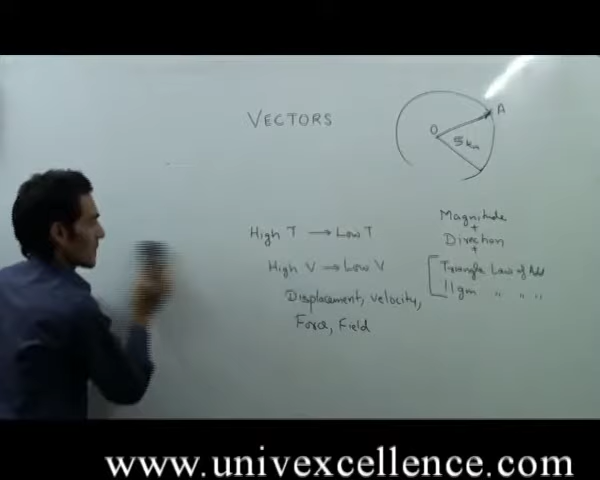 VECTORS
A
O
5 km
High T → Low T
High V → Low V
Displacement, velocity,
Force, Field
Magnitude
+
Direction
+
Triangle Law of Add
11gm " " "
www.univexcellence.com